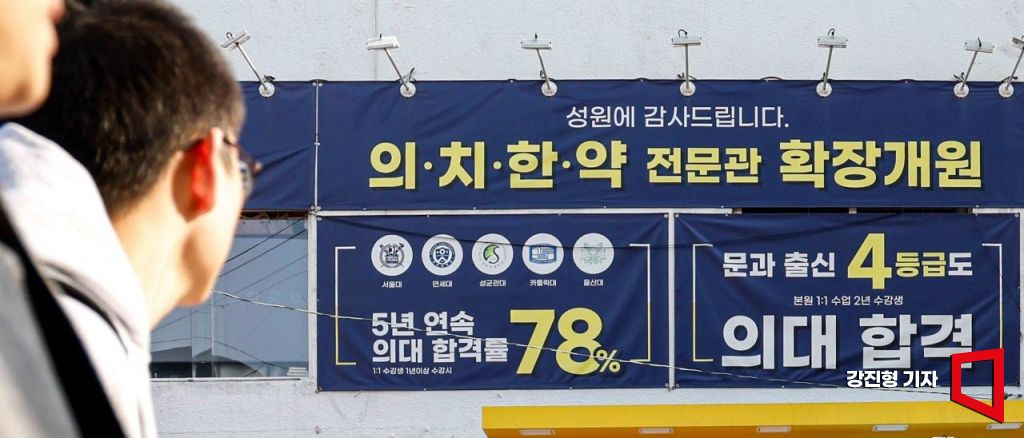 성원에 감사드립니다.
의·치·한·약 전문관 확장개원
서울대 연세대 성균관대 카톨릭대 울산대
5년 연속
의대 합격률 78%
1:1 수강생 1년이상 수강시
문과 출신 4등급도
본원 1:1 수업 2년 수강생
의대 합격
강진형 기자